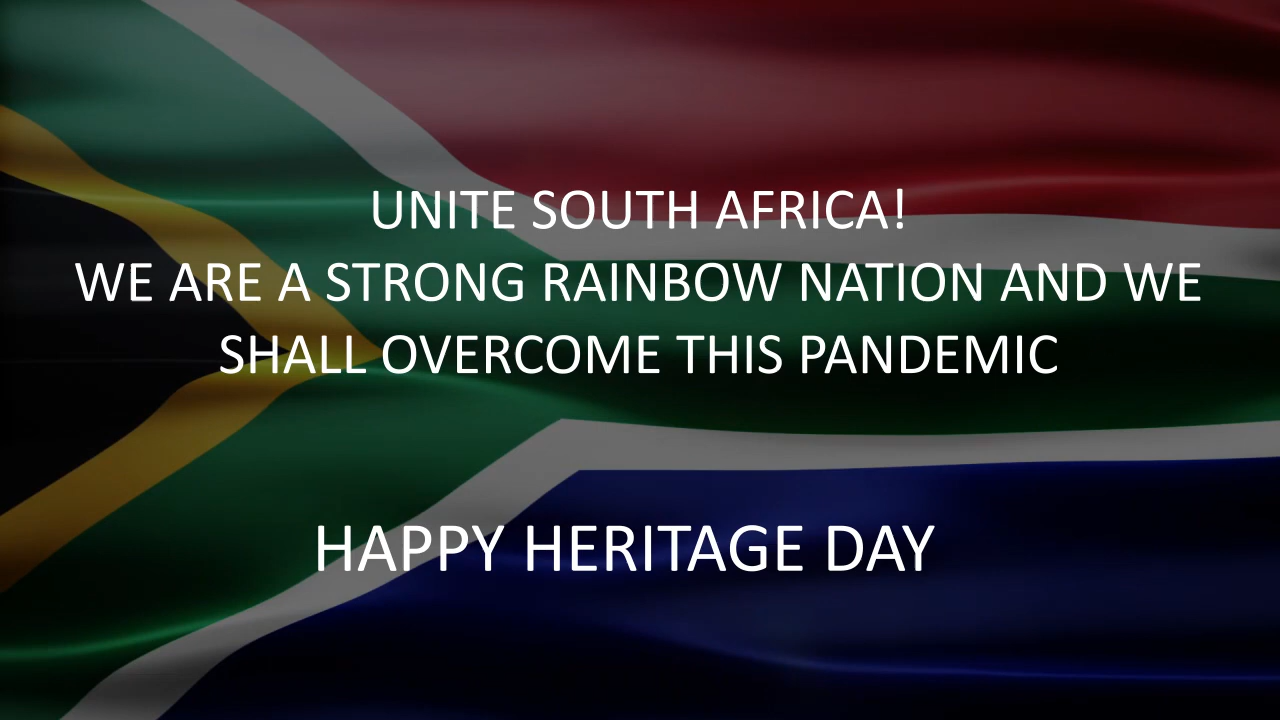 UNITE SOUTH AFRICA!
WE ARE A STRONG RAINBOW NATION AND WE
SHALL OVERCOME THIS PANDEMIC
HAPPY HERITAGE DAY